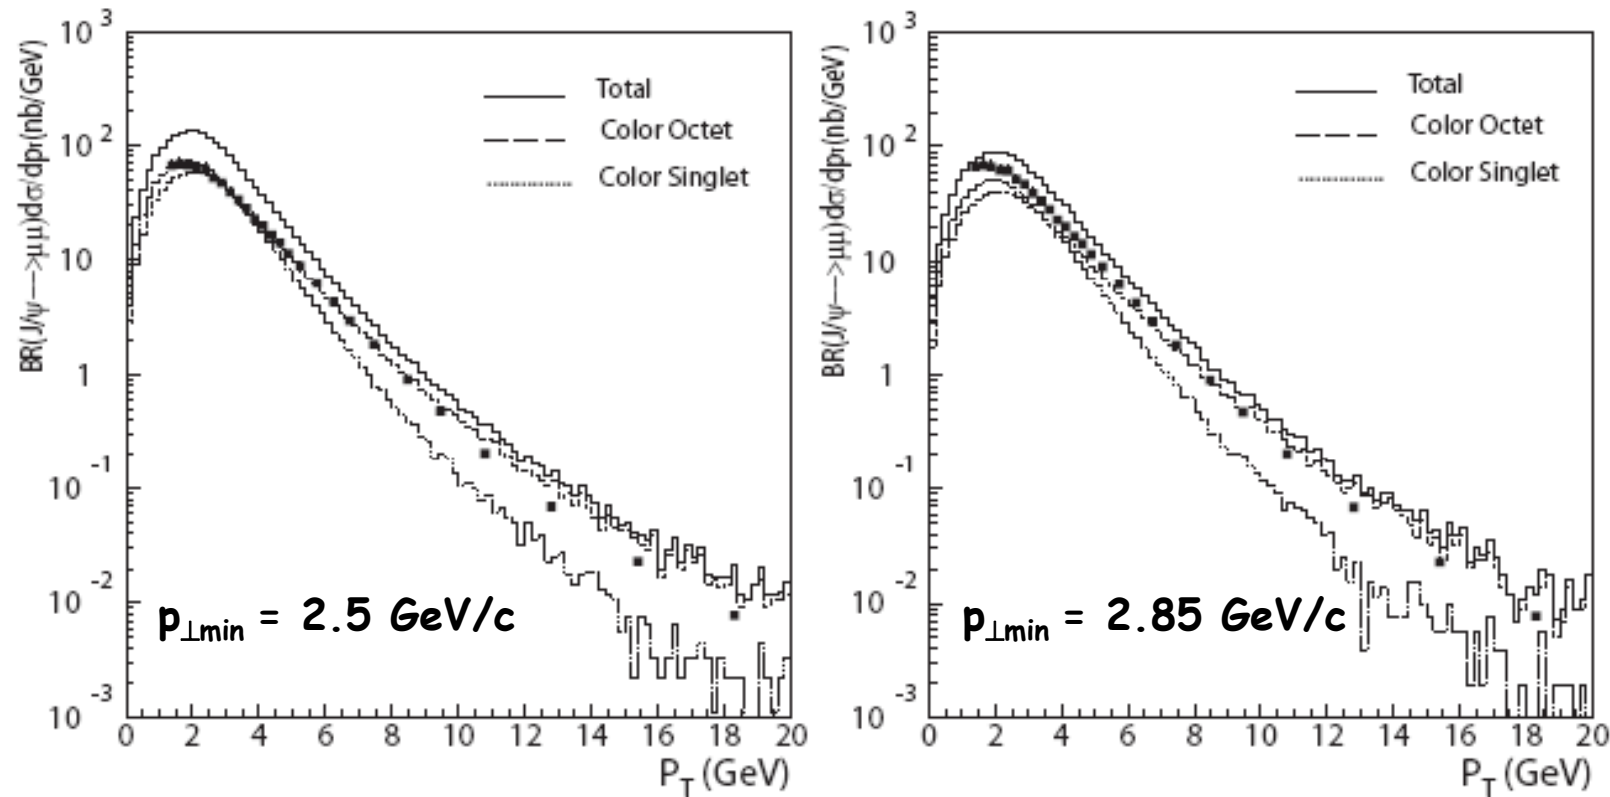 BR(J/ψ—>μμ)dσ/dpT(nb/GeV)
10 3
10 2
10
1
-1
10
-2
10
-3
10
Total
Color Octet
Color Singlet
p⊥min = 2.5 GeV/c
0 2 4 6 8 10 12 14 16 18 20
PT (GeV)
BR(J/ψ—>μμ)dσ/dpT(nb/GeV)
10 3
10 2
10
1
-1
10
-2
10
-3
10
Total
Color Octet
Color Singlet
p⊥min = 2.85 GeV/c
0 2 4 6 8 10 12 14 16 18 20
PT (GeV)